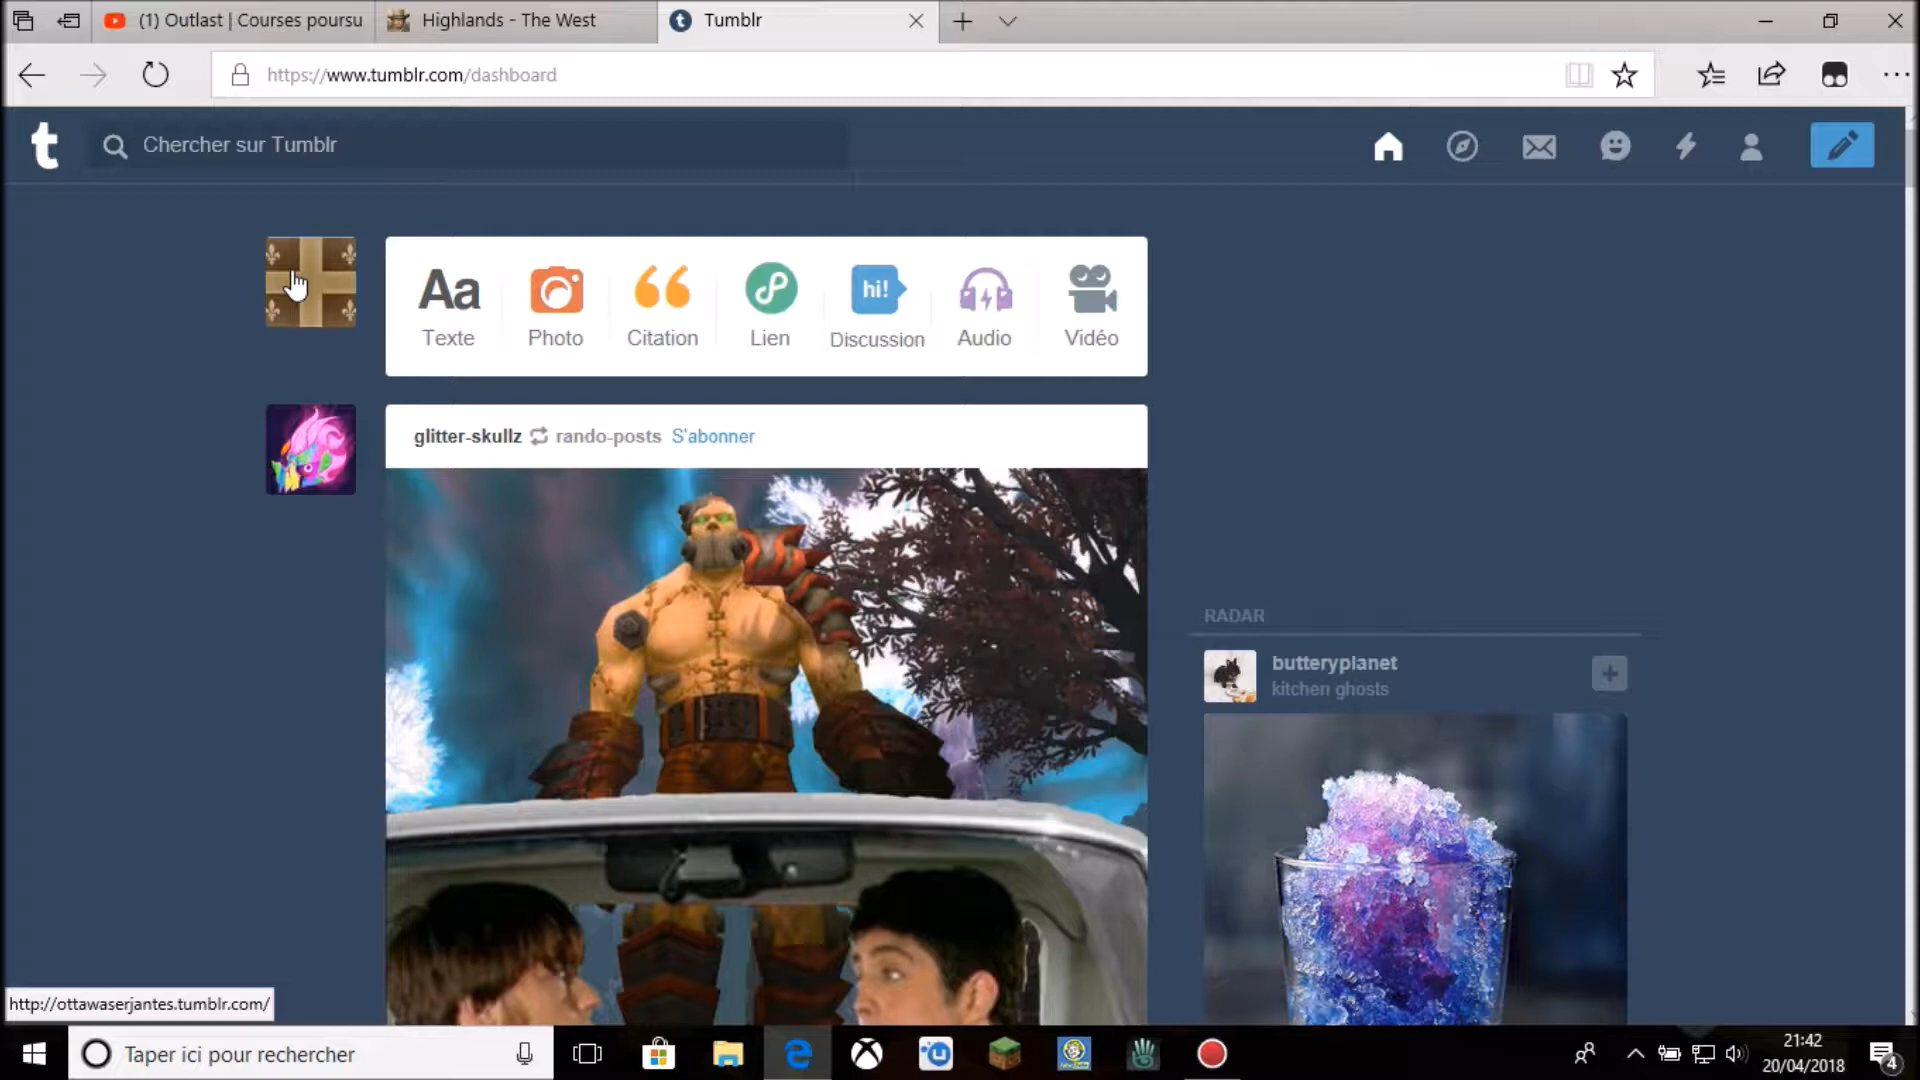 (1) Outlast | Courses poursu
Highlands - The West
Tumblr
https://www.tumblr.com/dashboard
t
Chercher sur Tumblr
Aa
hi!
Texte
Photo
Citation
Lien
Discussion
Audio
Vidéo
glitter-skullz rando-posts S'abonner
RADAR
butteryplanet
kitchen ghosts
http://ottawaserjantes.tumblr.com/
Taper ici pour rechercher
21:42
20/04/2018
4